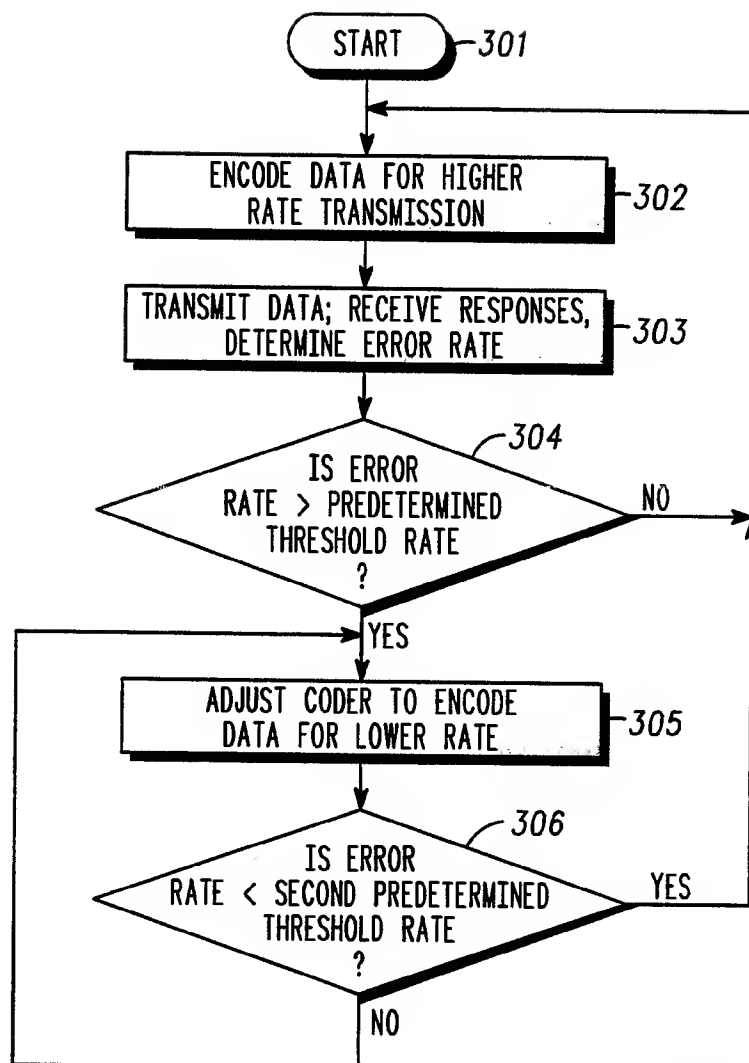 START
301
ENCODE DATA FOR HIGHER
RATE TRANSMISSION
302
TRANSMIT DATA; RECEIVE RESPONSES,
DETERMINE ERROR RATE
303
304
IS ERROR
RATE > PREDETERMINED
THRESHOLD RATE
?
NO
YES
ADJUST CODER TO ENCODE
DATA FOR LOWER RATE
305
306
IS ERROR
RATE < SECOND PREDETERMINED
THRESHOLD RATE
?
YES
NO